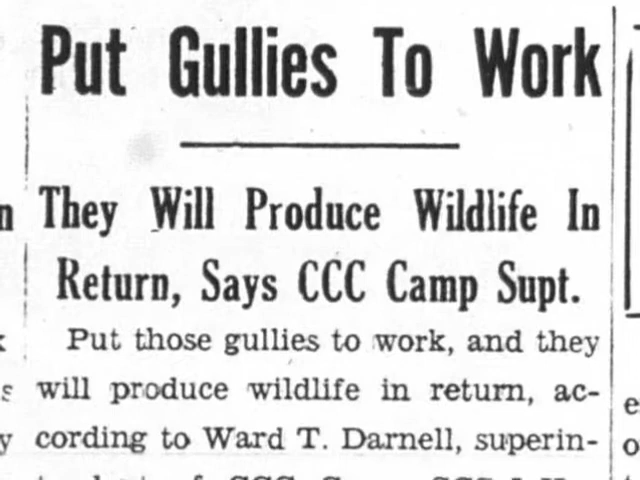 Put Gullies To Work
They Will Produce Wildlife In
Return, Says CCC Camp Supt.
Put those gullies to work, and they
will produce wildlife in return, ac-
cording to Ward T. Darnell, superin-